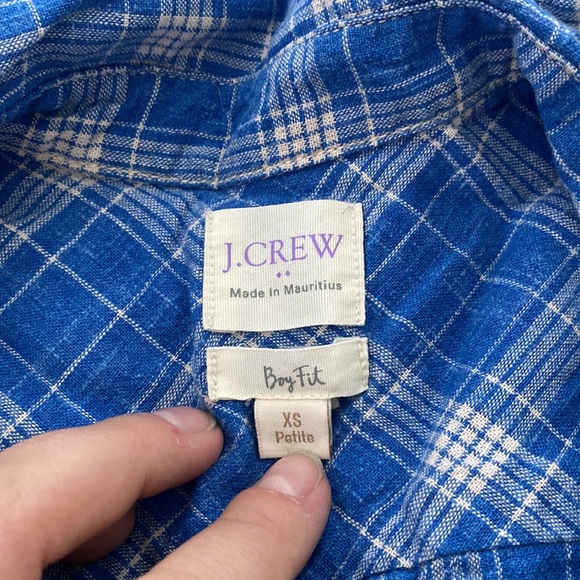 J.CREW
Made In Mauritius
Boy Fit
XS
Petite